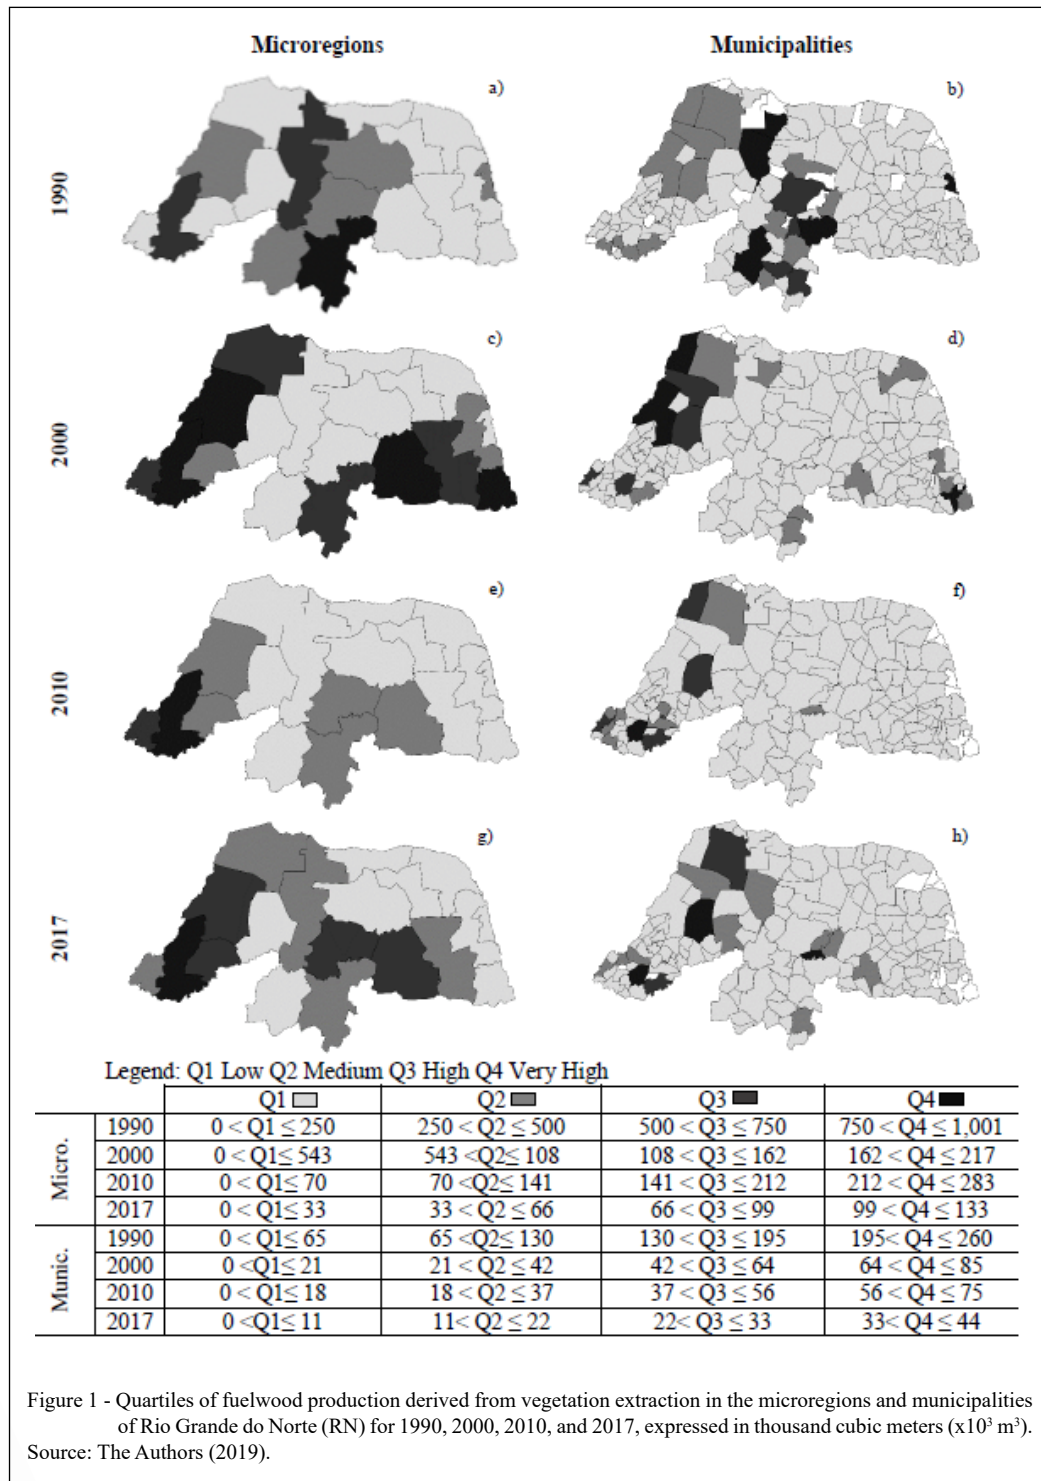 Microregions Municipalities
a) b)
1990
c) d)
2000
e) f)
2010
g) h)
2017
Legend: Q1 Low Q2 Medium Q3 High Q4 Very High
Q1 Q2 Q3 Q4
Micro.
1990 0 < Q1 ≤ 250 250 < Q2 ≤ 500 500 < Q3 ≤ 750 750 < Q4 ≤ 1,001
2000 0 < Q1≤ 543 543 <Q2≤ 108 108 < Q3 ≤ 162 162 < Q4 ≤ 217
2010 0 < Q1≤ 70 70 <Q2≤ 141 141 < Q3 ≤ 212 212 < Q4 ≤ 283
2017 0 < Q1≤ 33 33 < Q2 ≤ 66 66 < Q3 ≤ 99 99 < Q4 ≤ 133
Munic.
1990 0 < Q1≤ 65 65 <Q2≤ 130 130 < Q3 ≤ 195 195< Q4 ≤ 260
2000 0 <Q1≤ 21 21 < Q2 ≤ 42 42 < Q3 ≤ 64 64 < Q4 ≤ 85
2010 0 < Q1≤ 18 18 < Q2 ≤ 37 37 < Q3 ≤ 56 56 < Q4 ≤ 75
2017 0 <Q1≤ 11 11< Q2 ≤ 22 22< Q3 ≤ 33 33< Q4 ≤ 44
Figure 1 - Quartiles of fuelwood production derived from vegetation extraction in the microregions and municipalities
of Rio Grande do Norte (RN) for 1990, 2000, 2010, and 2017, expressed in thousand cubic meters (x10³ m³).
Source: The Authors (2019).